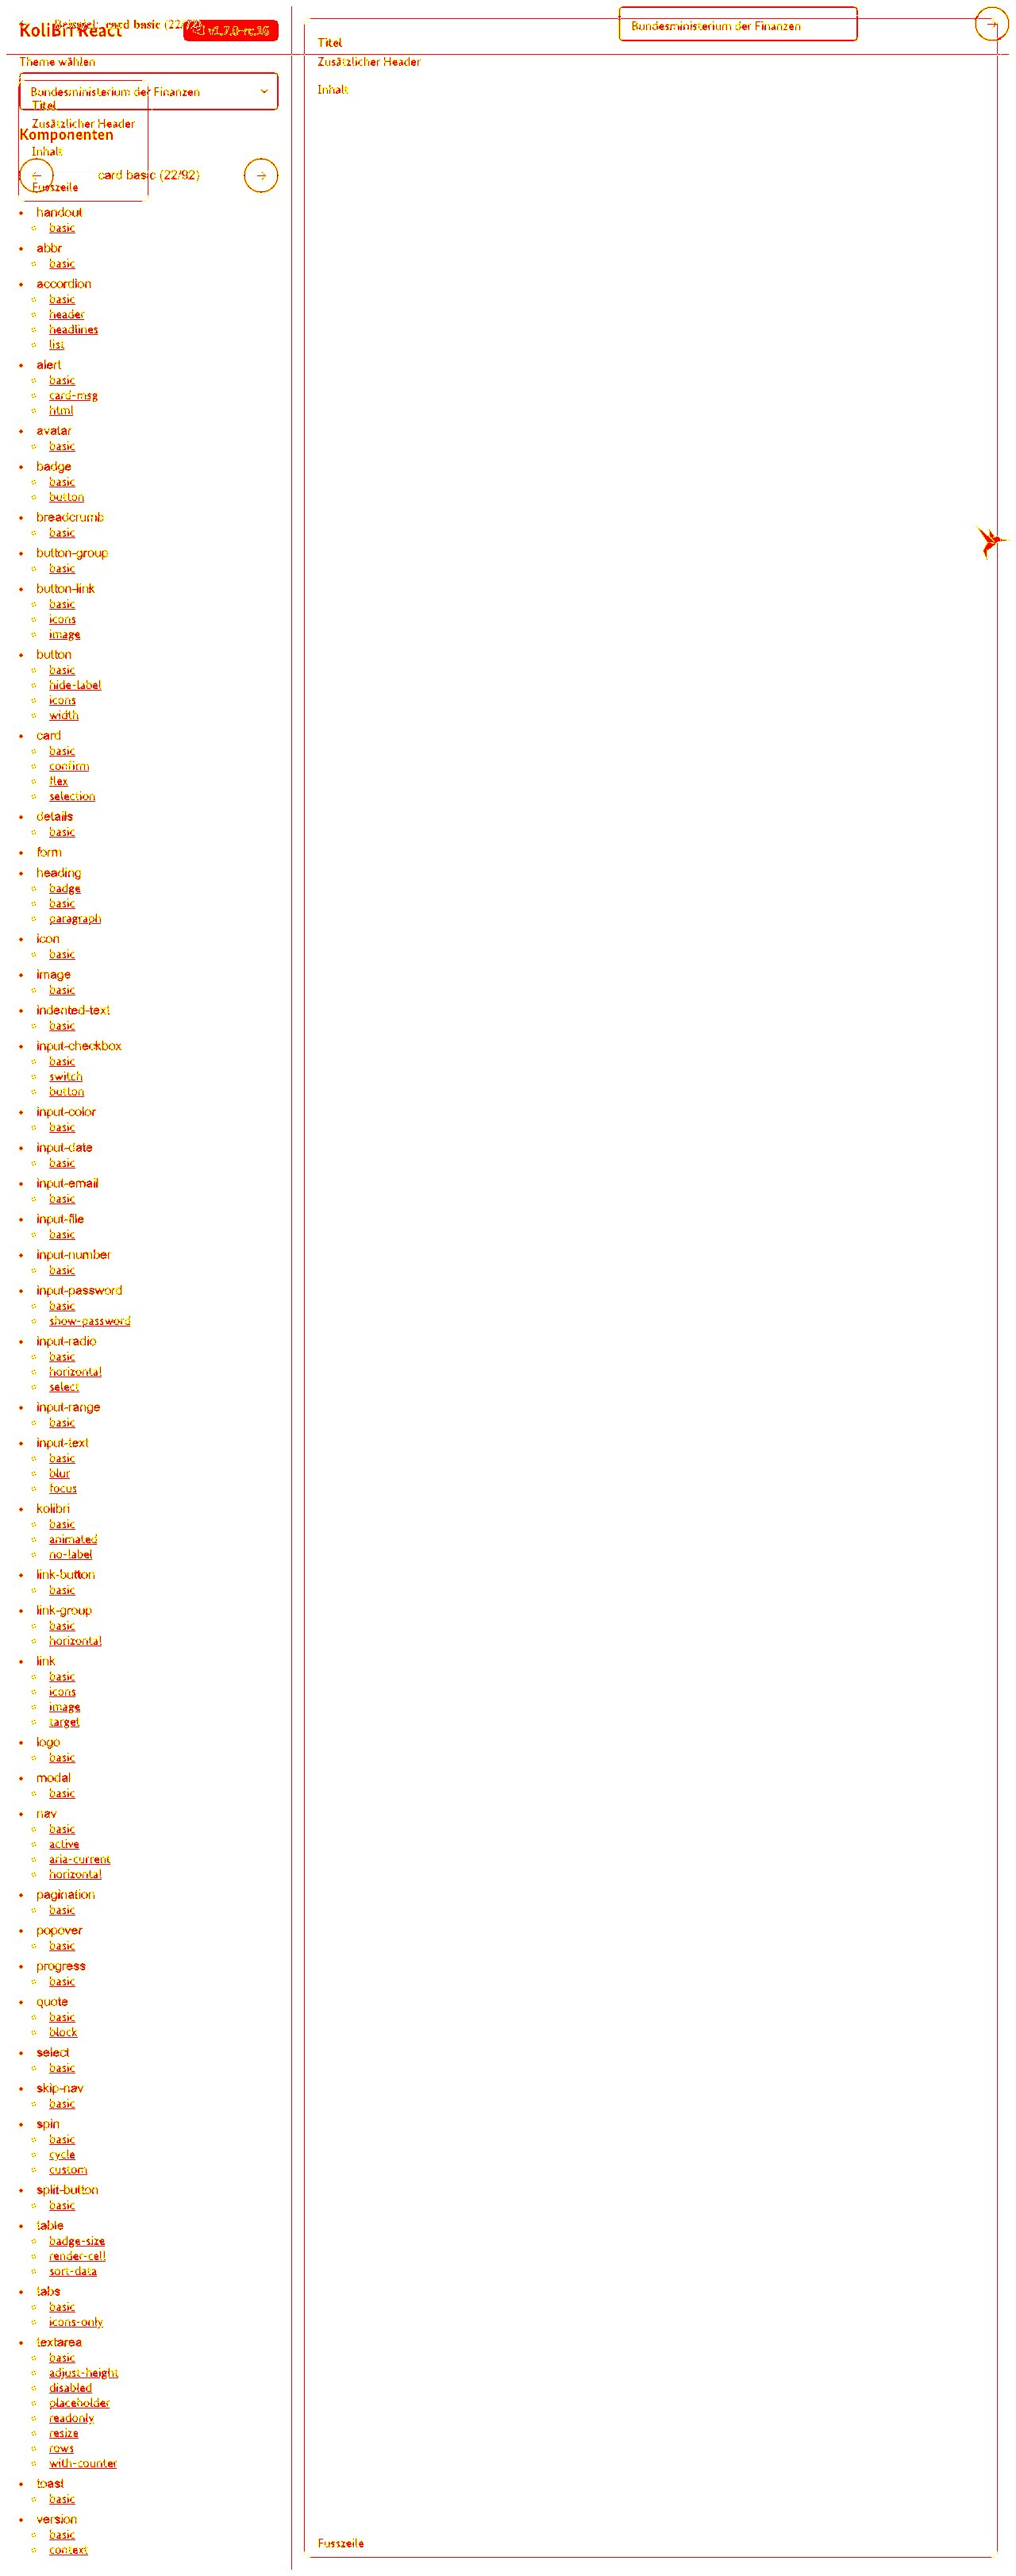 KoliBri React
Beispiel: card basic (22/92)
Bundesministerium der Finanzen
Titel
Theme wählen
Zusätzlicher Header
Bundesministerium der Finanzen
Inhalt
Titel
Zusätzlicher Header
Komponenten
Inhalt
card basic (22/92)
Fusszeile
handout
basic
abbr
basic
accordion
basic
header
headlines
list
alert
basic
card-msg
html
avatar
basic
badge
basic
button
breadcrumb
basic
button-group
basic
button-link
basic
icons
image
button
basic
hide-label
icons
width
card
basic
confirm
flex
selection
details
basic
form
heading
badge
basic
paragraph
icon
basic
image
basic
indented-text
basic
input-checkbox
basic
switch
button
input-color
basic
input-date
basic
input-email
basic
input-file
basic
input-number
basic
input-password
basic
show-password
input-radio
basic
horizontal
select
input-range
basic
input-text
basic
blur
focus
kolibri
basic
animated
no-label
link-button
basic
link-group
basic
horizontal
link
basic
icons
image
target
logo
basic
modal
basic
nav
basic
active
aria-current
horizontal
pagination
basic
popover
basic
progress
basic
quote
basic
block
select
basic
skip-nav
basic
spin
basic
cycle
custom
split-button
basic
table
badge-size
render-cell
sort-data
tabs
basic
icons-only
textarea
basic
adjust-height
disabled
placeholder
readonly
resize
rows
with-counter
toast
basic
version
basic
context
Fusszeile